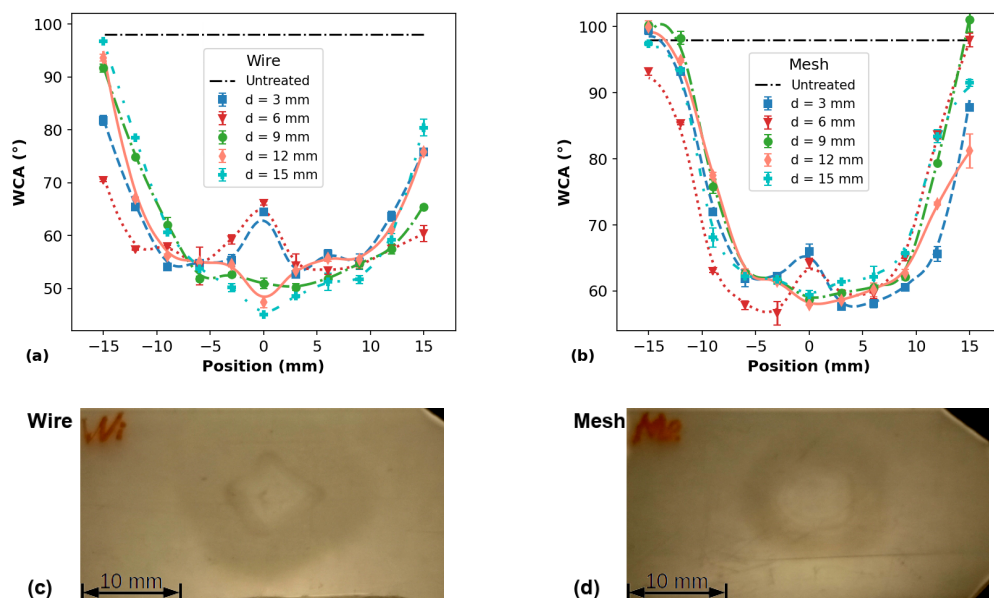 100
90
80
70
60
50
WCA (°)
Wire
Untreated
d = 3 mm
d = 6 mm
d = 9 mm
d = 12 mm
d = 15 mm
−15 −10 −5 0 5 10 15
(a) Position (mm)
100
90
80
70
60
WCA (°)
Mesh
Untreated
d = 3 mm
d = 6 mm
d = 9 mm
d = 12 mm
d = 15 mm
−15 −10 −5 0 5 10 15
(b) Position (mm)
Wire
Wi
(c)
10 mm
Mesh
Me
(d)
10 mm